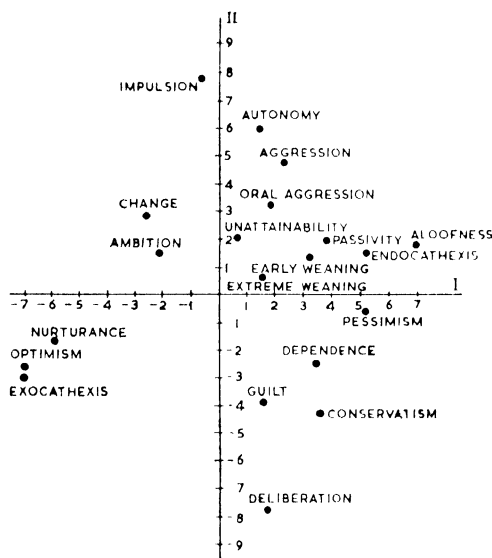 II
9
8
IMPULSION
7
AUTONOMY
6
5
AGGRESSION
4
ORAL AGGRESSION
CHANGE
3
UNATTAINABILITY
2
PASSIVITY ALOOFNESS
AMBITION
ENDOCATHEXIS
1
EARLY WEANING
EXTREME WEANING
I
-7 -6 -5 -4 -3 -2 -1 1 2 3 4 5 6 7
1
PESSIMISM
NURTURANCE
-2
OPTIMISM
DEPENDENCE
-3
EXOCATHEXIS
GUILT
-4
CONSERVATISM
-5
-6
-7
DELIBERATION
-8
-9